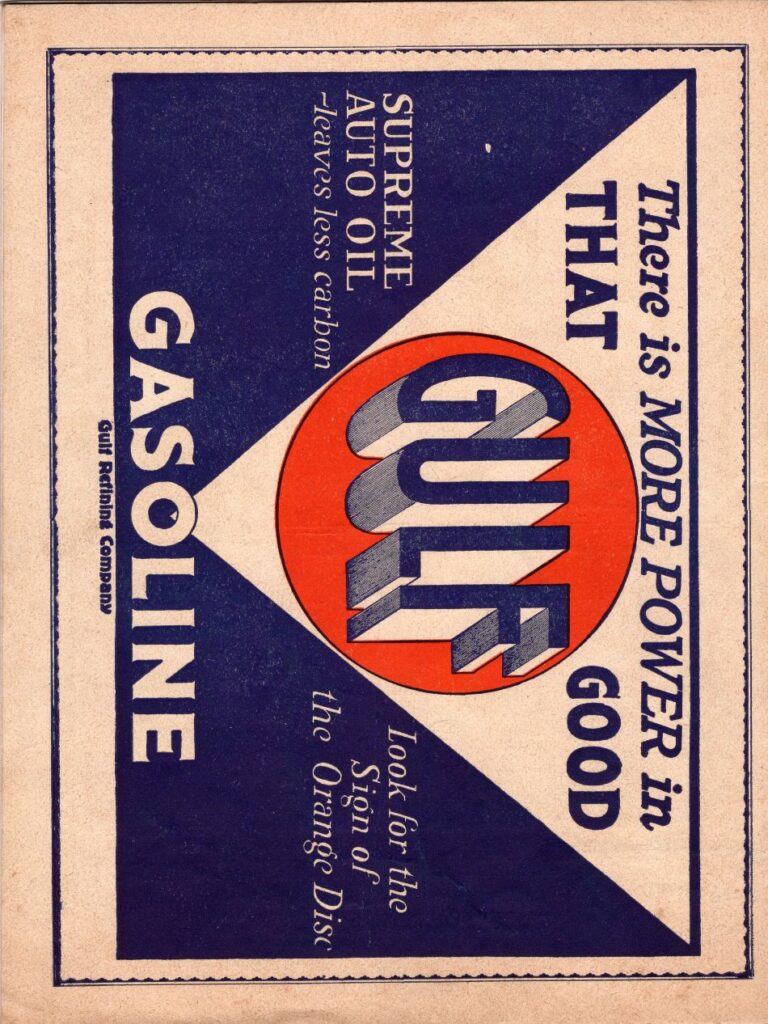 There is MORE POWER in
THAT GOOD
GULF
SUPREME
AUTO OIL
-leaves less carbon
Look for the
Sign of
the Orange Disc
GASOLINE
Gulf Refining Company